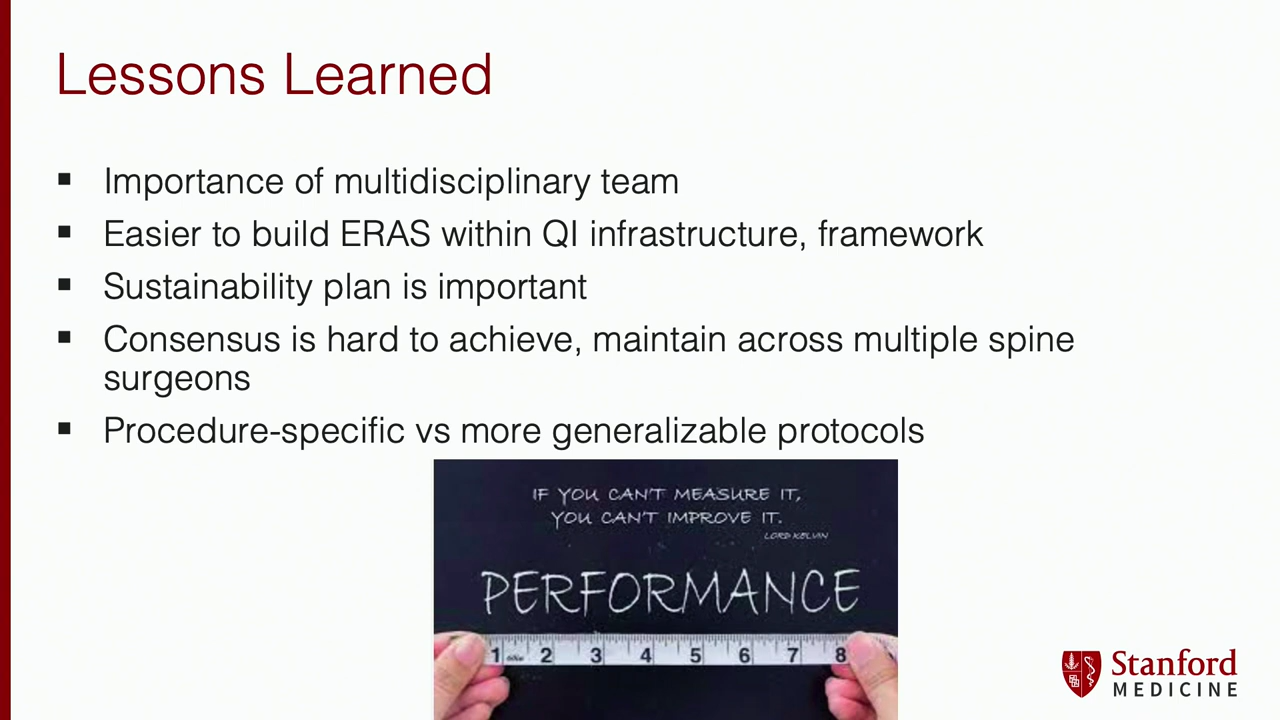 Lessons Learned
▪ Importance of multidisciplinary team
▪ Easier to build ERAS within QI infrastructure, framework
▪ Sustainability plan is important
▪ Consensus is hard to achieve, maintain across multiple spine
surgeons
▪ Procedure-specific vs more generalizable protocols
IF YOU CAN'T MEASURE IT,
YOU CAN'T IMPROVE IT.
LORD KELVIN
PERFORMANCE
1 2 3 4 5 6 7 8
Stanford
MEDICINE